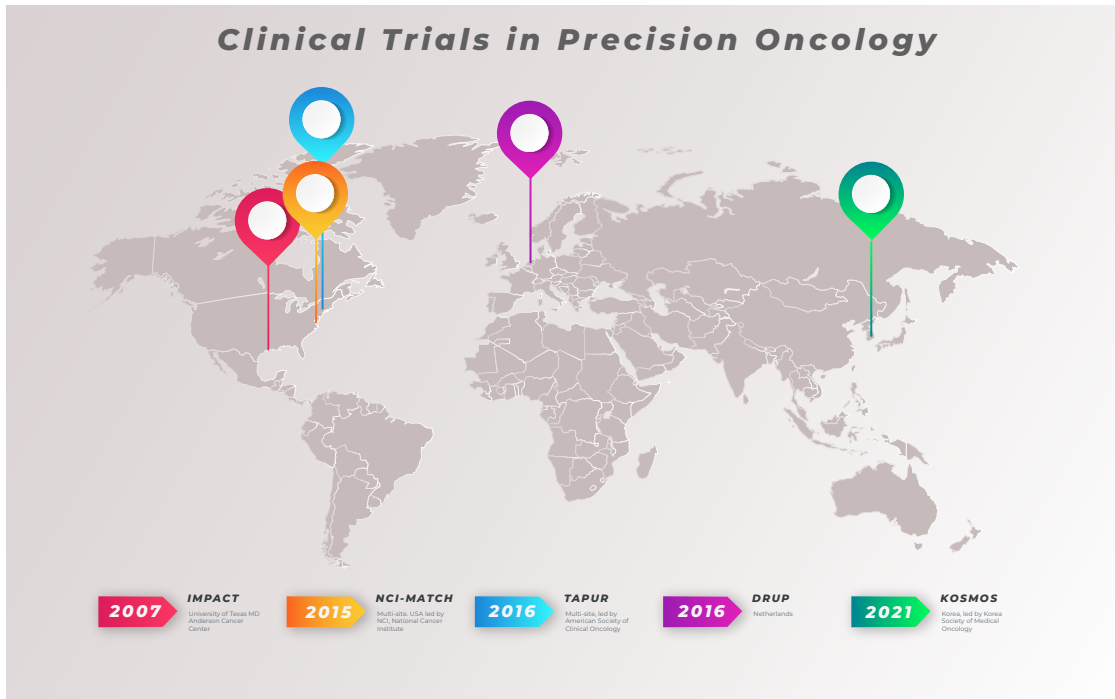 Clinical Trials in Precision Oncology
2007
IMPACT
University of Texas MD
Anderson Cancer
Center
2015
NCI-MATCH
Multi-site, USA led by
NCI, National Cancer
Institute
2016
TAPUR
Multi-site, led by
American Society of
Clinical Oncology
2016
DRUP
Netherlands
2021
KOSMOS
Korea, led by Korea
Society of Medical
Oncology